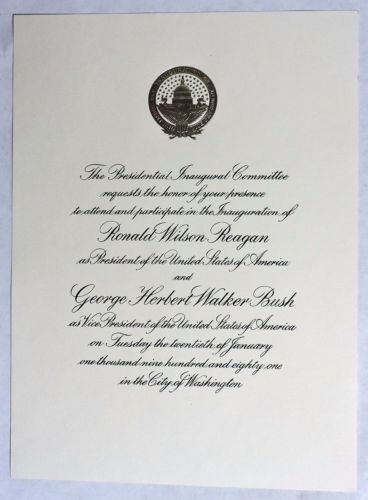 The Presidential Inaugural Committee
requests the honor of your presence
to attend and participate in the Inauguration of
Ronald Wilson Reagan
as President of the United States of America
and
George Herbert Walker Bush
as Vice President of the United States of America
on Tuesday the twentieth of January
one thousand nine hundred and eighty one
in the City of Washington